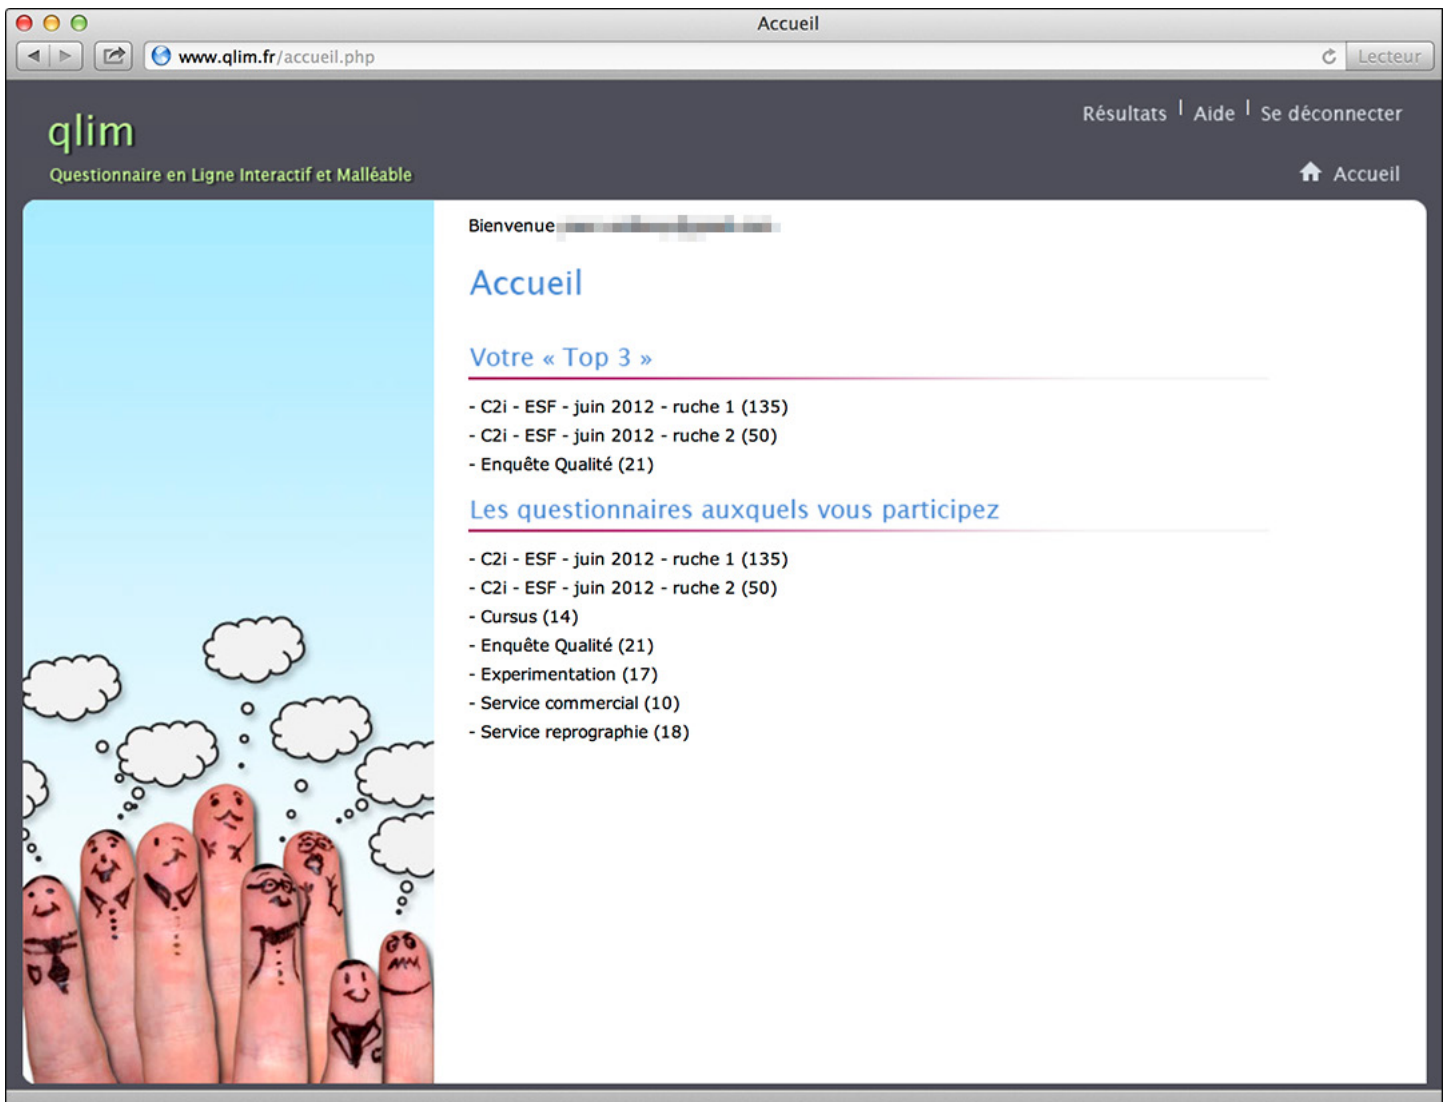 Accueil
www.qlim.fr/accueil.php
Lecteur
qlim
Résultats | Aide | Se déconnecter
Questionnaire en Ligne Interactif et Malléable
Accueil
Bienvenue
Accueil
Votre « Top 3 »
- C2i - ESF - juin 2012 - ruche 1 (135)
- C2i - ESF - juin 2012 - ruche 2 (50)
- Enquête Qualité (21)
Les questionnaires auxquels vous participez
- C2i - ESF - juin 2012 - ruche 1 (135)
- C2i - ESF - juin 2012 - ruche 2 (50)
- Cursus (14)
- Enquête Qualité (21)
- Experimentation (17)
- Service commercial (10)
- Service reprographie (18)